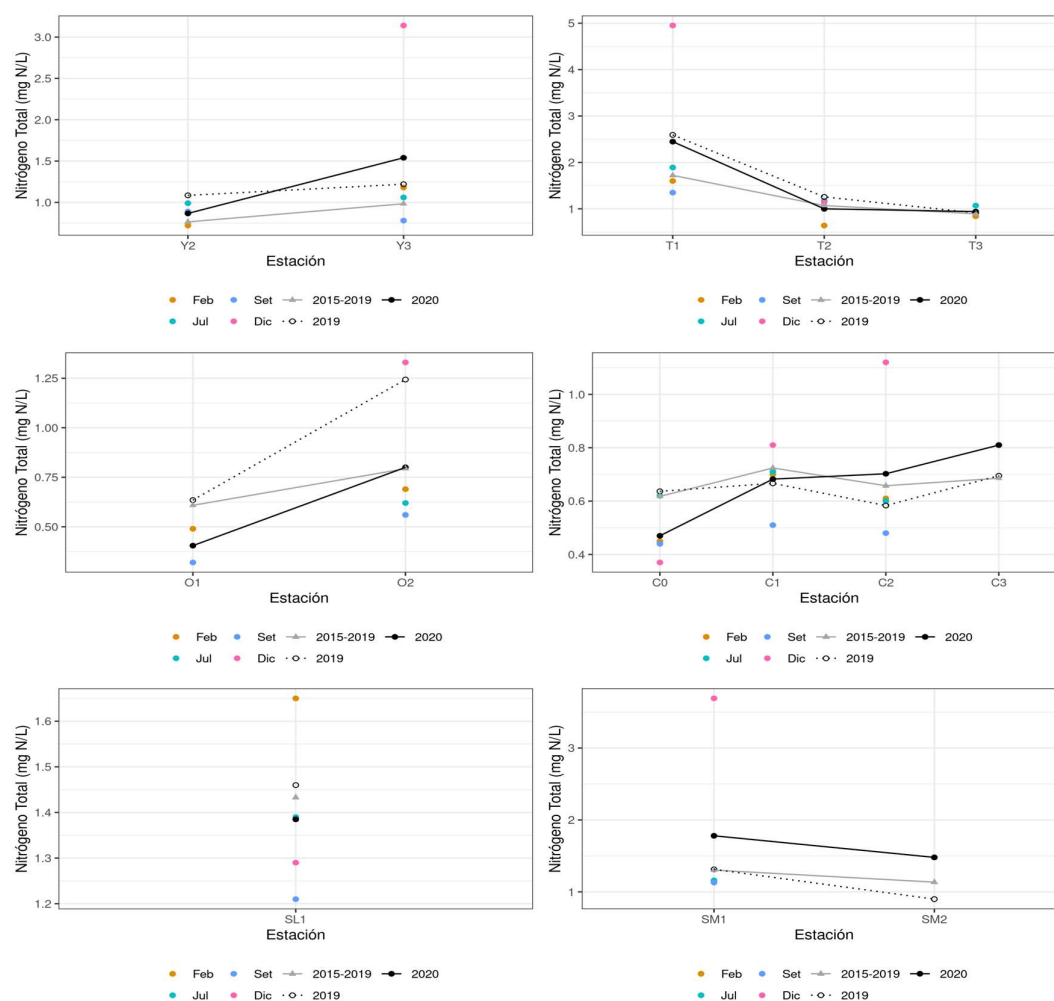 Nitrógeno Total (mg N/L)
3.0
2.5
2.0
1.5
1.0
Y2 Y3
Estación
Feb Set 2015-2019 2020
Jul Dic 2019
Nitrógeno Total (mg N/L)
5
4
3
2
1
T1 T2 T3
Estación
Feb Set 2015-2019 2020
Jul Dic 2019
Nitrógeno Total (mg N/L)
1.25
1.00
0.75
0.50
O1 O2
Estación
Feb Set 2015-2019 2020
Jul Dic 2019
Nitrógeno Total (mg N/L)
1.0
0.8
0.6
0.4
C0 C1 C2 C3
Estación
Feb Set 2015-2019 2020
Jul Dic 2019
Nitrógeno Total (mg N/L)
1.6
1.5
1.4
1.3
1.2
SL1
Estación
Feb Set 2015-2019 2020
Jul Dic 2019
Nitrógeno Total (mg N/L)
3
2
1
SM1 SM2
Estación
Feb Set 2015-2019 2020
Jul Dic 2019